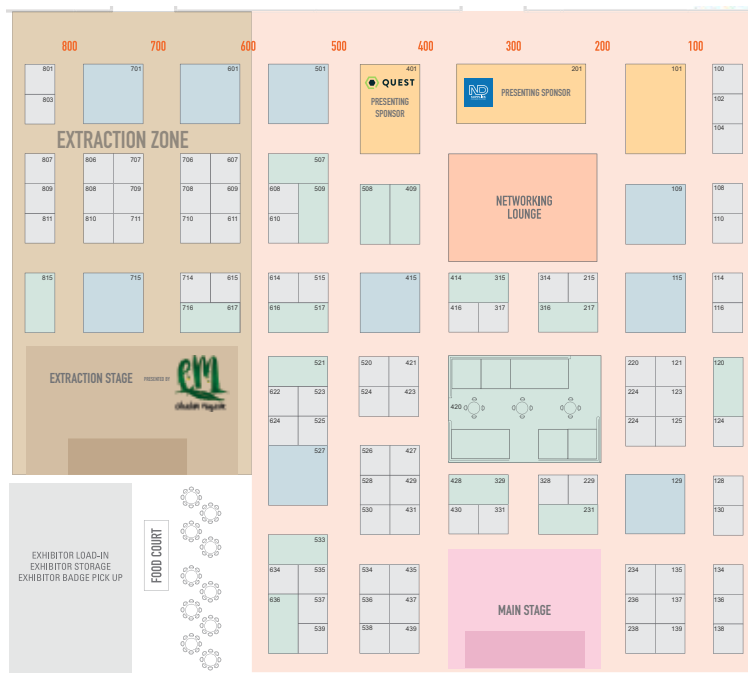 800 700 600 500 400 300 200 100
801 701 601 501 401 201 101 100
QUEST
PRESENTING
SPONSOR
ND
PRESENTING SPONSOR
803 102
104
EXTRACTION ZONE
807 806 707 706 607 507
809 808 709 708 609 608 509 508 409 109 108
811 810 711 710 611 610 110
NETWORKING
LOUNGE
815 715 714 615 614 515 415 414 315 314 215 115 114
716 617 616 517 416 317 316 217 116
EXTRACTION STAGE
PRESENTED BY
em
521 520 421 220 121 120
622 523 524 423 224 123
420
624 525 224 125 124
527 526 427
528 429 428 329 328 229 129 128
530 431 430 331 231 130
533
EXHIBITOR LOAD-IN
EXHIBITOR STORAGE
EXHIBITOR BADGE PICK UP
FOOD COURT
634 535 534 435 234 135 134
636 537 536 437 236 137 136
539 538 439 238 139 138
MAIN STAGE